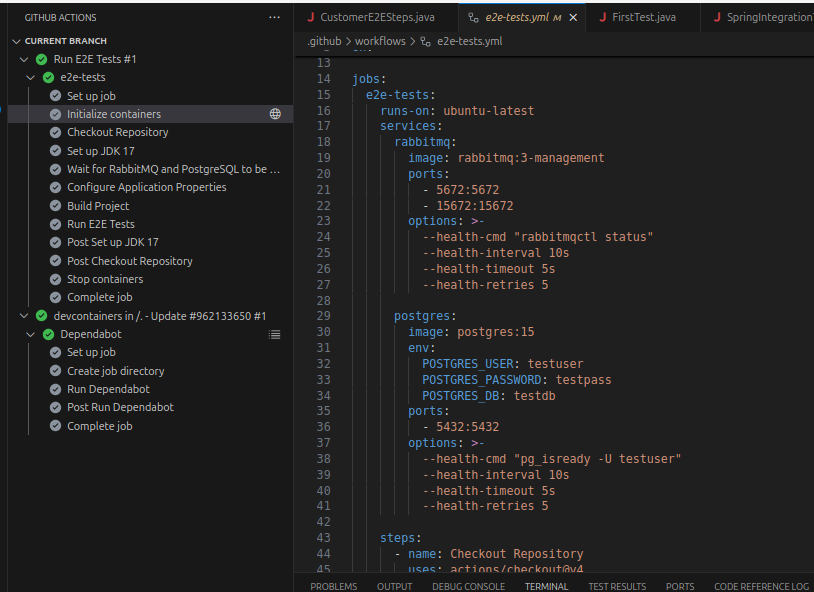 GITHUB ACTIONS ...
CURRENT BRANCH
Run E2E Tests #1
e2e-tests
Set up job
Initialize containers
Checkout Repository
Set up JDK 17
Wait for RabbitMQ and PostgreSQL to be ...
Configure Application Properties
Build Project
Run E2E Tests
Post Set up JDK 17
Post Checkout Repository
Stop containers
Complete job
devcontainers in /. - Update #962133650 #1
Dependabot
Set up job
Create job directory
Run Dependabot
Post Run Dependabot
Complete job
J CustomerE2ESteps.java
e2e-tests.yml M
J FirstTest.java
J SpringIntegration
.github > workflows > e2e-tests.yml
13
14 jobs:
15 e2e-tests:
16 runs-on: ubuntu-latest
17 services:
18 rabbitmq:
19 image: rabbitmq:3-management
20 ports:
21 - 5672:5672
22 - 15672:15672
23 options: >-
24 --health-cmd "rabbitmqctl status"
25 --health-interval 10s
26 --health-timeout 5s
27 --health-retries 5
28
29 postgres:
30 image: postgres:15
31 env:
32 POSTGRES_USER: testuser
33 POSTGRES_PASSWORD: testpass
34 POSTGRES_DB: testdb
35 ports:
36 - 5432:5432
37 options: >-
38 --health-cmd "pg_isready -U testuser"
39 --health-interval 10s
40 --health-timeout 5s
41 --health-retries 5
42
43 steps:
44 - name: Checkout Repository
45 uses: actions/checkout@v4
PROBLEMS OUTPUT DEBUG CONSOLE TERMINAL TEST RESULTS PORTS CODE REFERENCE LOG